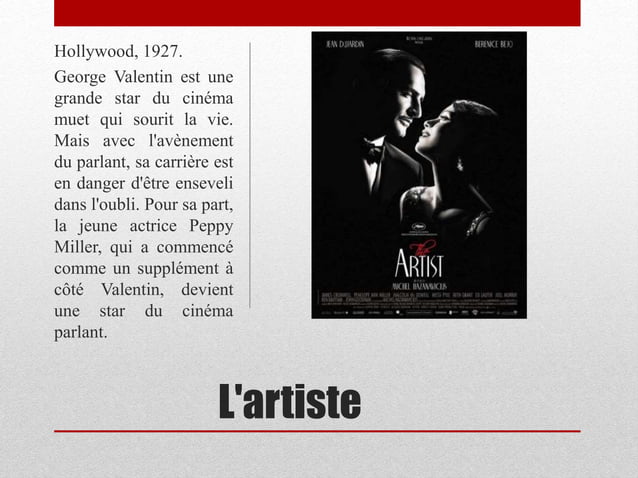 Hollywood, 1927.
George Valentin est une
grande star du cinéma
muet qui sourit la vie.
Mais avec l'avènement
du parlant, sa carrière est
en danger d'être enseveli
dans l'oubli. Pour sa part,
la jeune actrice Peppy
Miller, qui a commencé
comme un supplément à
côté Valentin, devient
une star du cinéma
parlant.
JEAN DUJARDIN
BERENICE BEJO
The
ARTIST
MICHEL HAZANAVICIUS
L'artiste